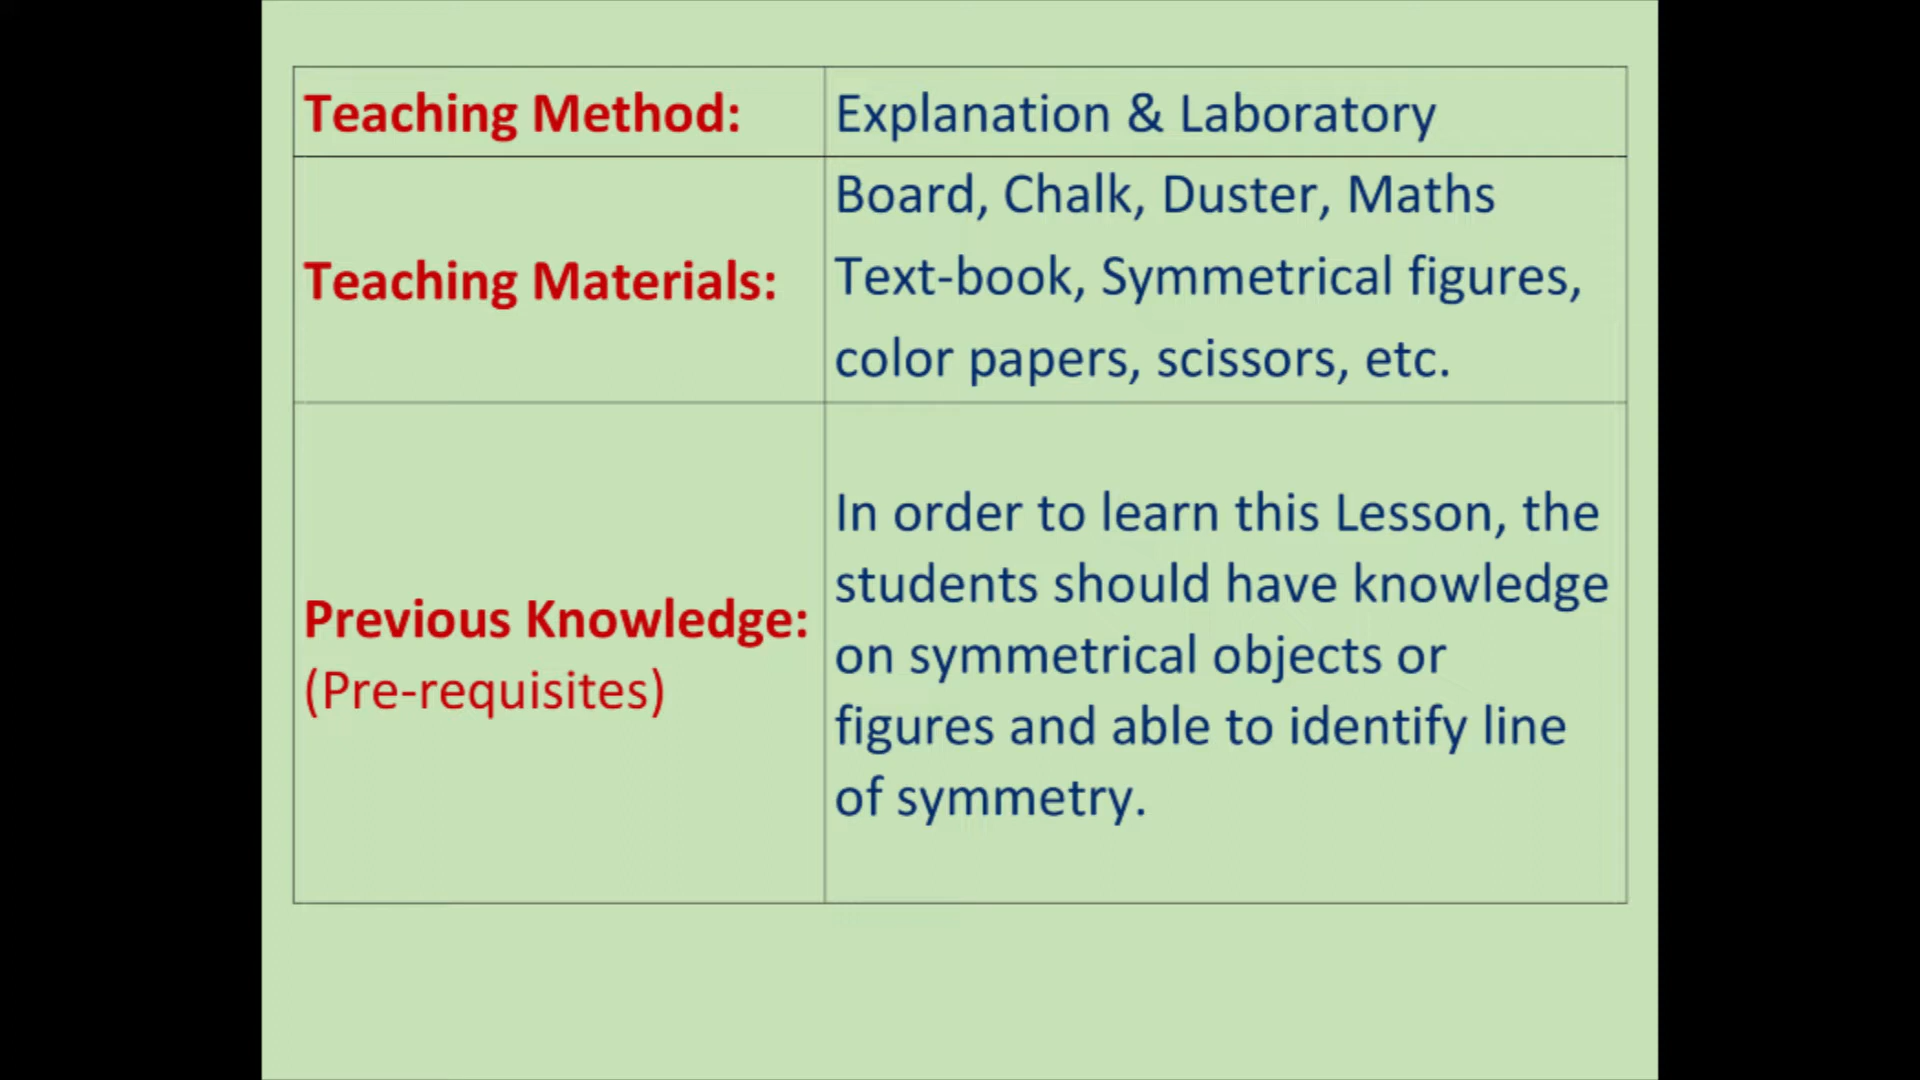 Teaching Method:
Explanation & Laboratory
Teaching Materials:
Board, Chalk, Duster, Maths
Text-book, Symmetrical figures,
color papers, scissors, etc.
Previous Knowledge:
(Pre-requisites)
In order to learn this Lesson, the
students should have knowledge
on symmetrical objects or
figures and able to identify line
of symmetry.